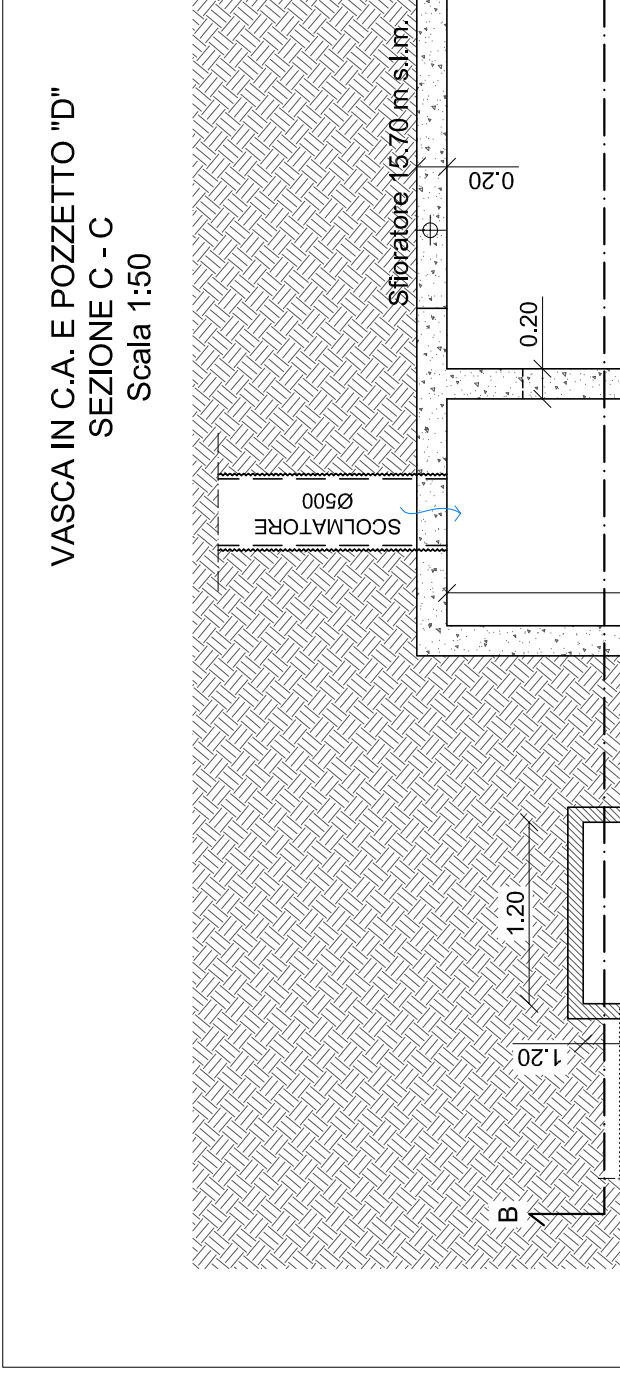 VASCA IN C.A. E POZZETTO "D"
SEZIONE C - C
Scala 1:50
Sfioratore 15.70 m s.l.m.
0.20
0.20
SCOLMATORE
Ø500
1.20
1.20
B